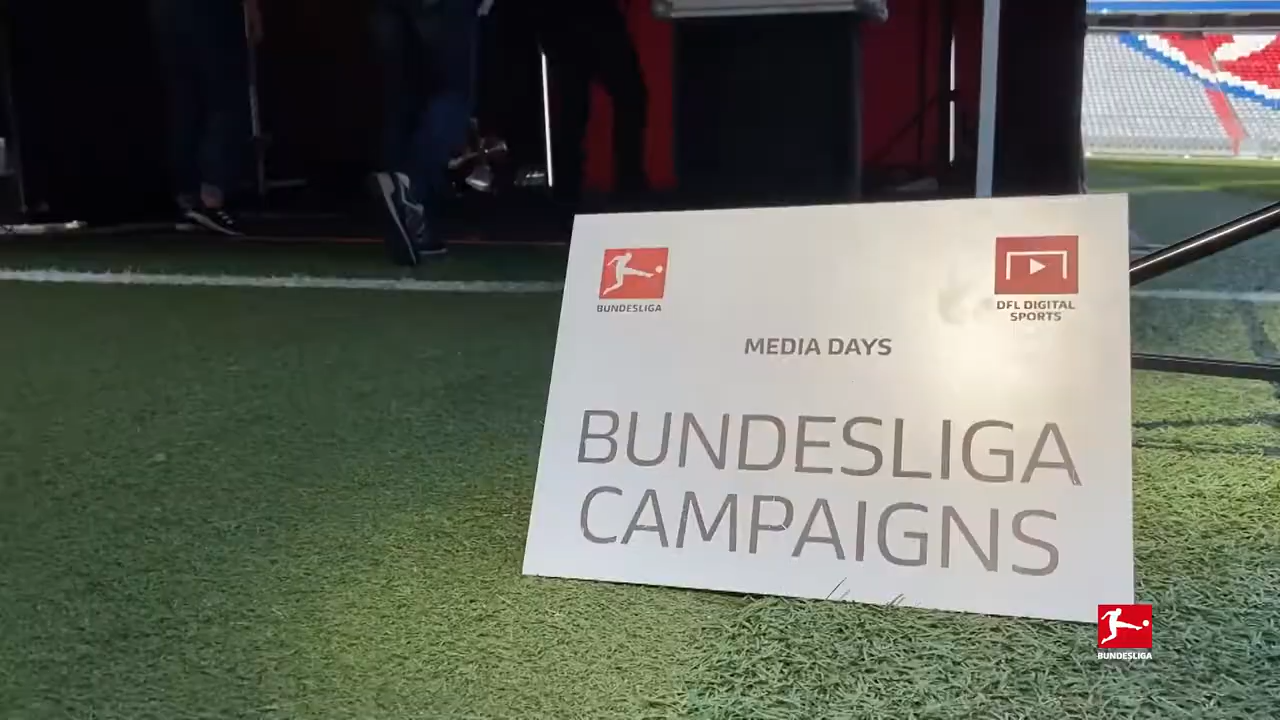 BUNDESLIGA
DFL DIGITAL
SPORTS
MEDIA DAYS
BUNDESLIGA
CAMPAIGNS
BUNDESLIGA